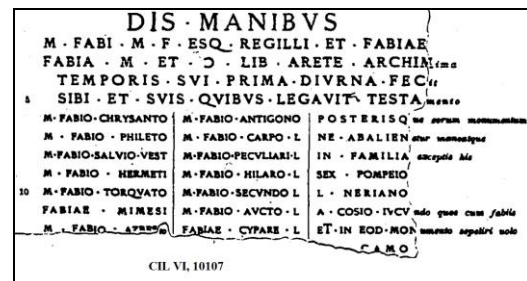 DIS · MANIBVS
M · FABI · M · F · ESQ · REGILLI · ET · FABIAE
FABIA · M · ET · Ɔ · LIB · ARETE · ARCHIMima
TEMPORIS · SVI · PRIMA · DIVRNA · FECit
5 SIBI · ET · SVIS · QVIBVS · LEGAVIT · TESTAmento
M · FABIO · CHRYSANTO M · FABIO · ANTIGONO POSTERISQue eorum monumentum
M · FABIO · PHILETO M · FABIO · CARPO · L NE · ABALIENetur maneatque
M · FABIO · SALVIO · VEST M · FABIO · PECVLIARI · L IN · FAMILIA exceptis his
M · FABIO · HERMETI M · FABIO · HILARO · L SEX · POMPEIO
10 M · FABIO · TORQVATO M · FABIO · SECVNDO L L · NERIANO
FABIAE · MIMESI M · FABIO · AVCTO · L A · COSIO · IVCVndo quos cum fabiis
M · FABIO · FABIAE · CYPARE · L ET · IN EOD · MONumento sepeliri uolo
CAMO
CIL VI, 10107